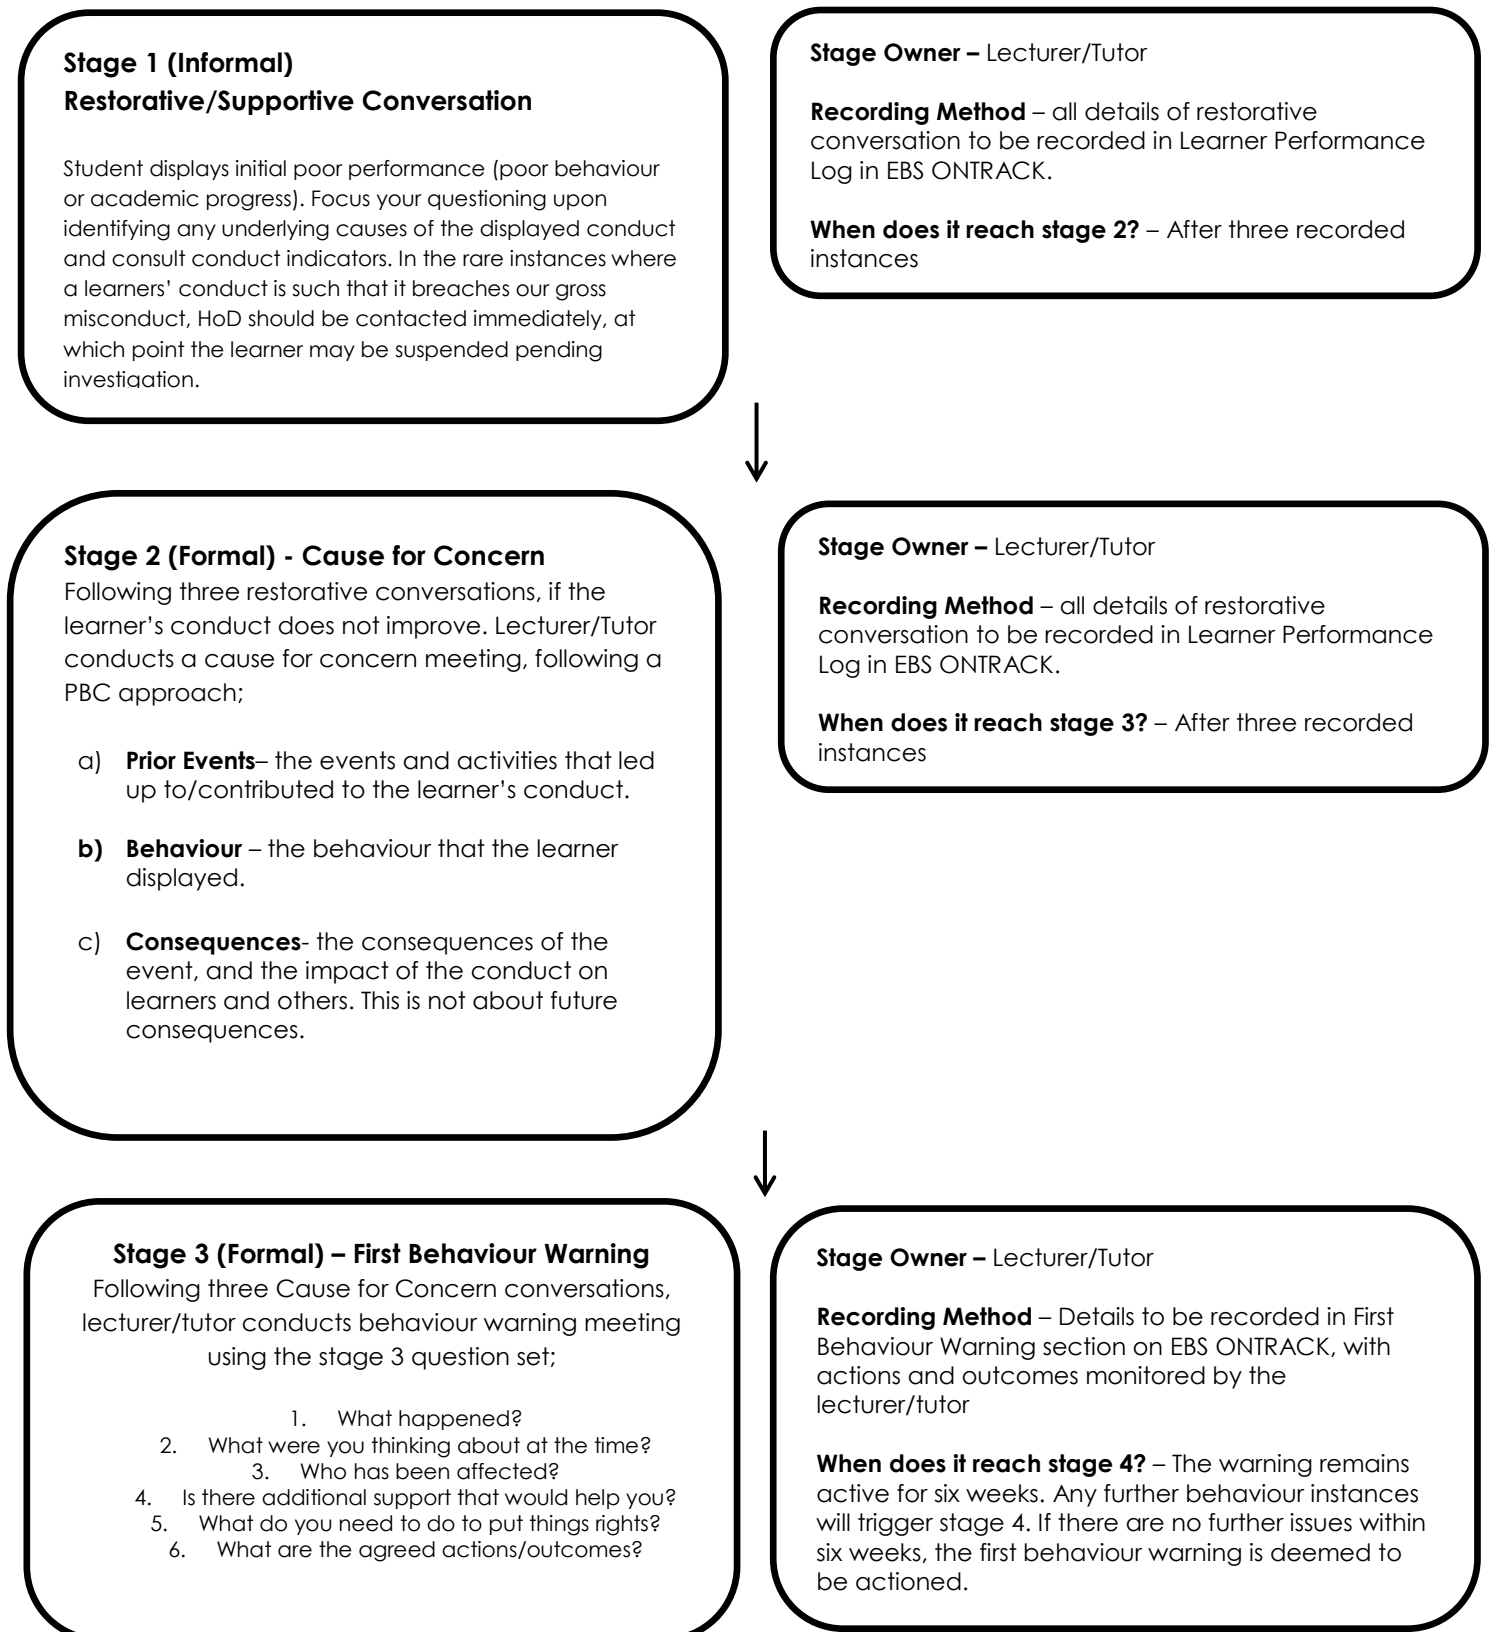 Stage 1 (Informal)
Restorative/Supportive Conversation
Student displays initial poor performance (poor behaviour
or academic progress). Focus your questioning upon
identifying any underlying causes of the displayed conduct
and consult conduct indicators. In the rare instances where
a learners' conduct is such that it breaches our gross
misconduct, HoD should be contacted immediately, at
which point the learner may be suspended pending
investigation.
Stage Owner – Lecturer/Tutor
Recording Method – all details of restorative
conversation to be recorded in Learner Performance
Log in EBS ONTRACK.
When does it reach stage 2? – After three recorded
instances
Stage 2 (Formal) - Cause for Concern
Following three restorative conversations, if the
learner's conduct does not improve. Lecturer/Tutor
conducts a cause for concern meeting, following a
PBC approach;
a) Prior Events– the events and activities that led
up to/contributed to the learner's conduct.
b) Behaviour – the behaviour that the learner
displayed.
c) Consequences- the consequences of the
event, and the impact of the conduct on
learners and others. This is not about future
consequences.
Stage Owner – Lecturer/Tutor
Recording Method – all details of restorative
conversation to be recorded in Learner Performance
Log in EBS ONTRACK.
When does it reach stage 3? – After three recorded
instances
Stage 3 (Formal) – First Behaviour Warning
Following three Cause for Concern conversations,
lecturer/tutor conducts behaviour warning meeting
using the stage 3 question set;
1. What happened?
2. What were you thinking about at the time?
3. Who has been affected?
4. Is there additional support that would help you?
5. What do you need to do to put things rights?
6. What are the agreed actions/outcomes?
Stage Owner – Lecturer/Tutor
Recording Method – Details to be recorded in First
Behaviour Warning section on EBS ONTRACK, with
actions and outcomes monitored by the
lecturer/tutor
When does it reach stage 4? – The warning remains
active for six weeks. Any further behaviour instances
will trigger stage 4. If there are no further issues within
six weeks, the first behaviour warning is deemed to
be actioned.